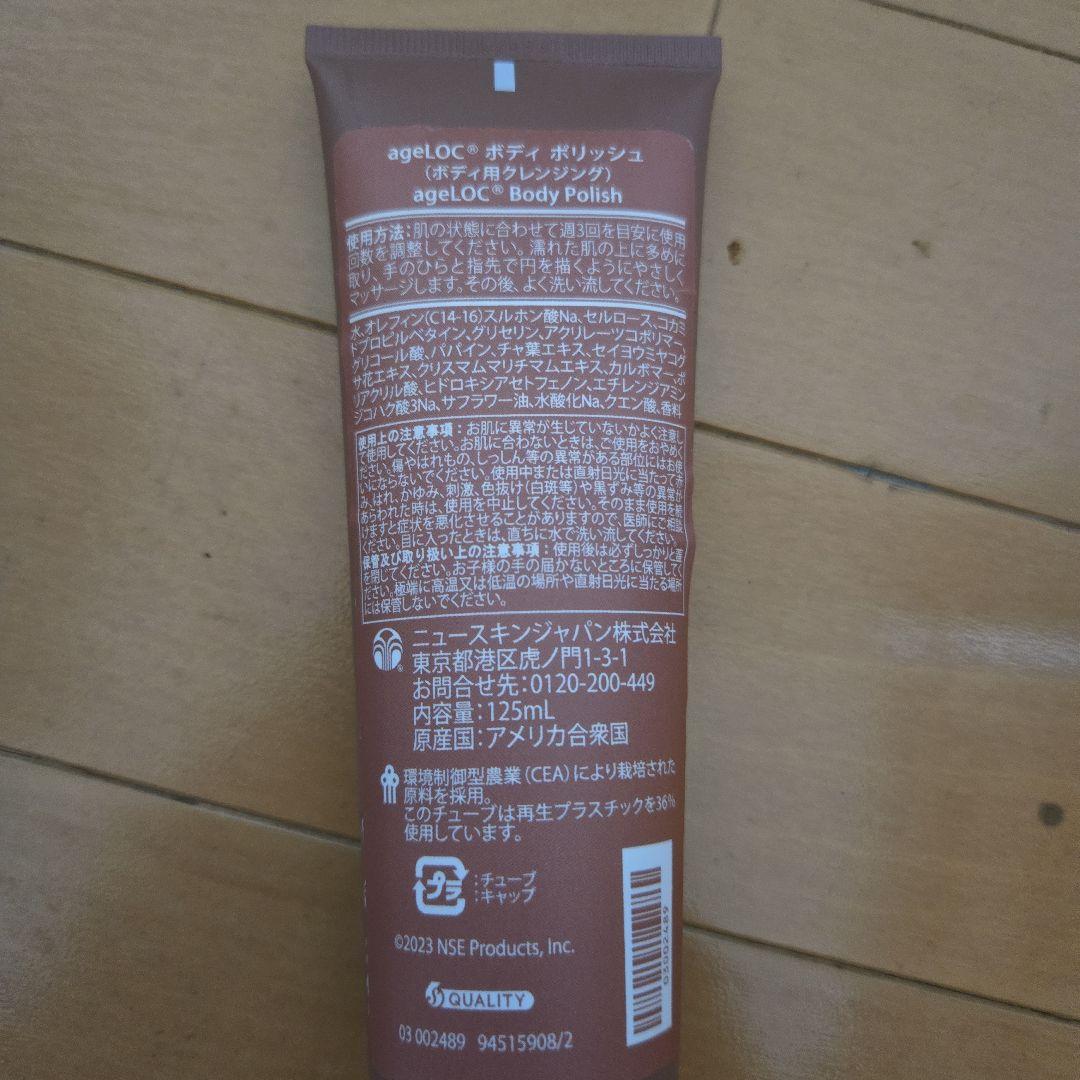 ageLOC® ボディ ポリッシュ
(ボディ用クレンジング)
ageLOC® Body Polish
使用方法：肌の状態に合わせて週3回を目安に使用
回数を調整してください。濡れた肌の上に多めに
取り、手のひらと指先で円を描くようにやさしく
マッサージします。その後、よく洗い流してください。
水、オレフィン(C14-16)スルホン酸Na、セルロース、コカミ
ドプロピルベタイン、グリセリン、アクリレーツコポリマー、
グリコール酸、パパイン、チャ葉エキス、セイヨウミヤコグ
サ花エキス、クリスマムマリチマムエキス、カルボマー、ポ
リアクリル酸、ヒドロキシアセトフェノン、エチレンジアミン
ジコハク酸3Na、サフラワー油、水酸化Na、クエン酸、香料
使用上の注意事項：お肌に異常が生じていないかよく注意し
て使用してください。お肌に合わないときは、ご使用をおやめく
ださい。傷やはれもの、しっしん等の異常がある部位にはお使
いにならないでください。使用中または直射日光に当たって赤
み、はれ、かゆみ、刺激、色抜け(白斑等)や黒ずみ等の異常が
あらわれた時は、使用を中止してください。そのまま使用を続
けますと症状を悪化させることがありますので、医師にご相談
ください。目に入ったときは、直ちに水で洗い流してください。
保管及び取り扱い上の注意事項：使用後は必ずしっかりと蓋
を閉じてください。お子様の手の届かないところに保管してく
ださい。極端に高温又は低温の場所や直射日光に当たる場所
には保管しないでください。
ニュースキンジャパン株式会社
東京都港区虎ノ門1-3-1
お問合せ先：0120-200-449
内容量：125mL
原産国：アメリカ合衆国
環境制御型農業(CEA)により栽培された
原料を採用。
このチューブは再生プラスチックを36%
使用しています。
プラ
：チューブ
：キャップ
©2023 NSE Products, Inc.
QUALITY
03002489
03 002489 94515908/2